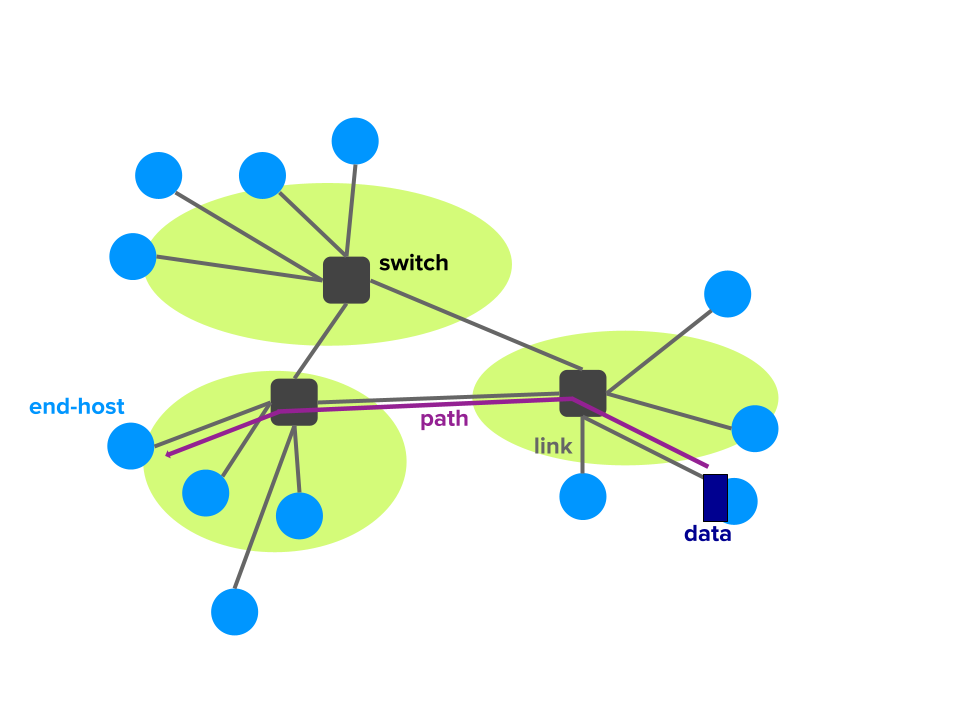 switch
end-host
path
link
data